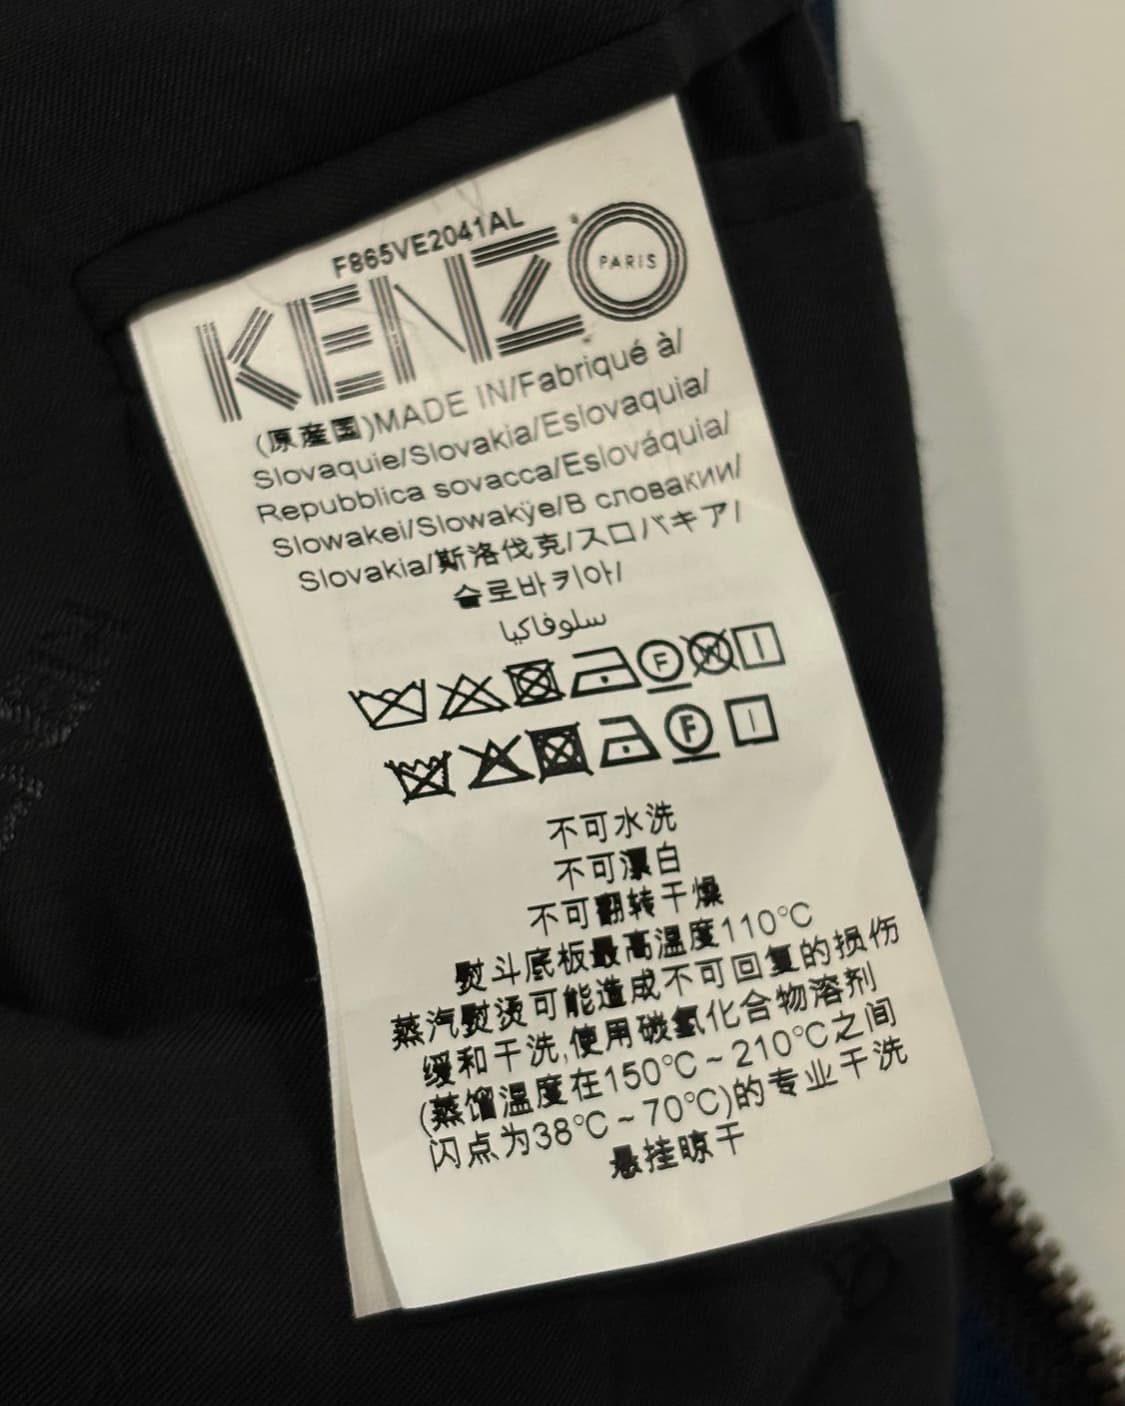 F865VE2041AL
KENZO PARIS
(原産国)MADE IN/Fabriqué à/
Slovaquie/Slovakia/Eslovaquia/
Repubblica sovacca/Eslováquia/
Slowakei/Slowakÿe/В словакии/
Slovakia/斯洛伐克/スロバキア/
슬로바키아/
سلوفاكيا
F W
F
不可水洗
不可漂白
不可翻转干燥
熨斗底板最高温度110°C
蒸汽熨烫可能造成不可回复的损伤
缓和干洗,使用碳氢化合物溶剂
(蒸馏温度在150°C~210°C之间
闪点为38°C~70°C)的专业干洗
悬挂晾干